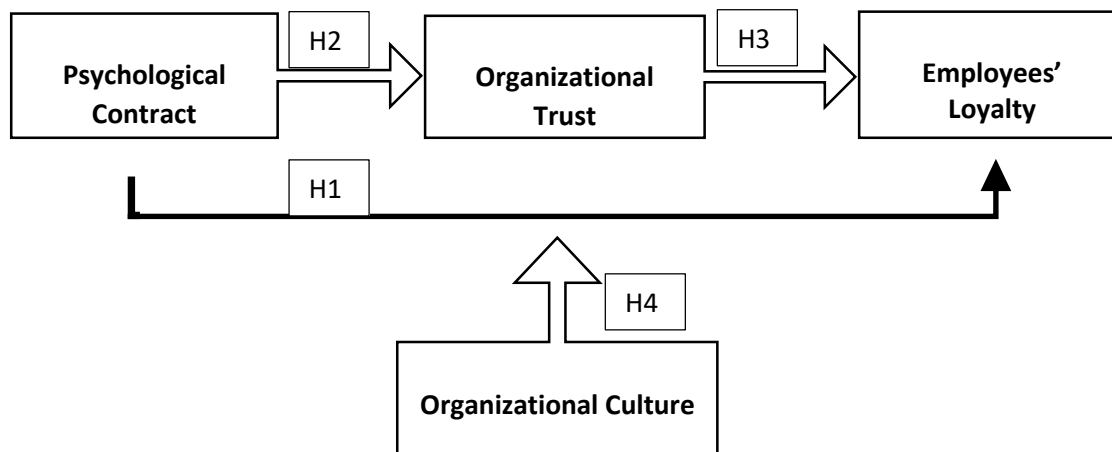 H2
H3
Psychological
Contract
Organizational
Trust
Employees’
Loyalty
H1
H4
Organizational Culture